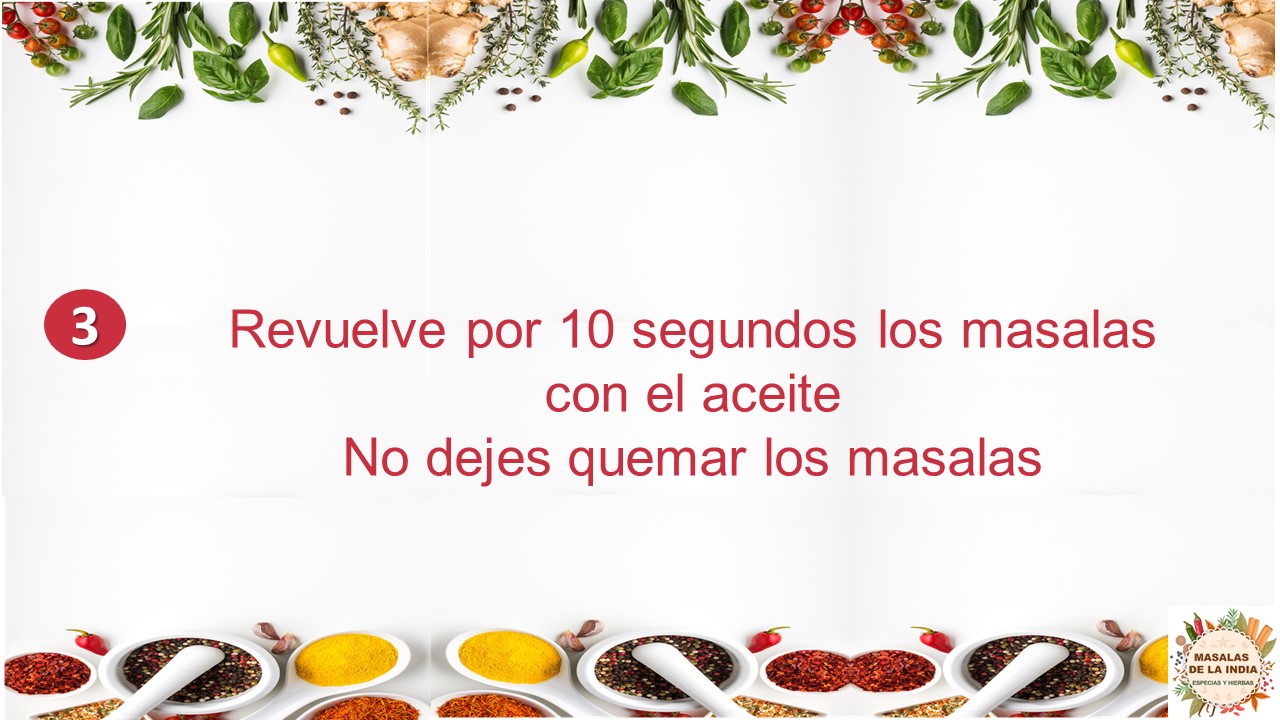 3
Revuelve por 10 segundos los masalas
con el aceite
No dejes quemar los masalas
MASALAS
DE LA INDIA
ESPECIAS Y HIERBAS